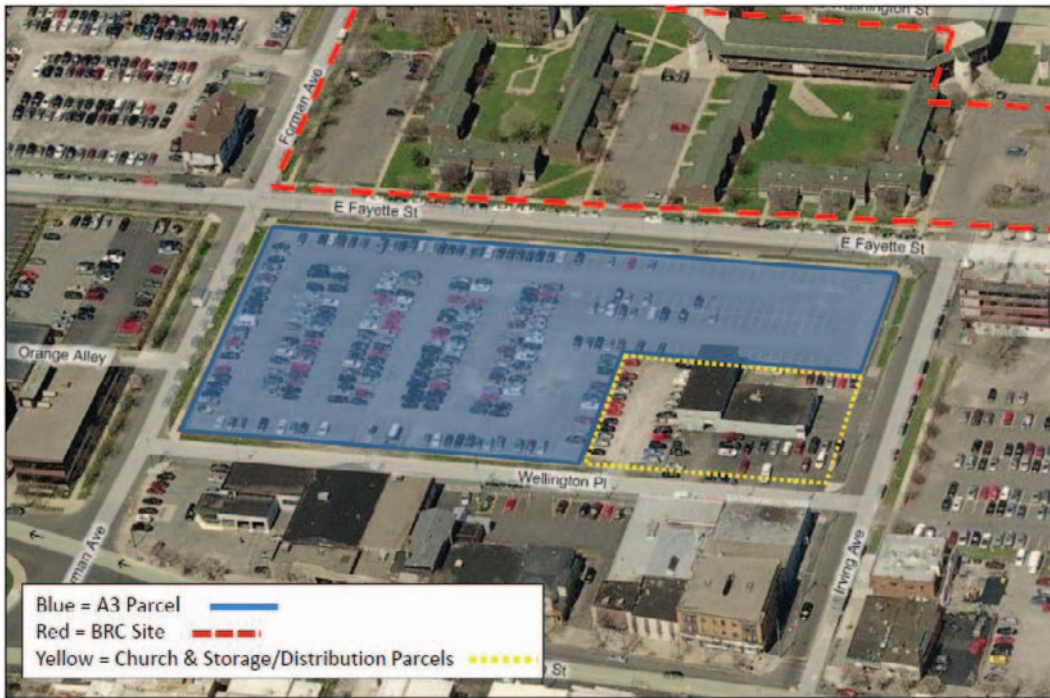 Washington St
Forman Ave
E Fayette St
E Fayette St
Orange Alley
Wellington Pl
Irving Ave
rman Ave
Blue = A3 Parcel
Red = BRC Site
Yellow = Church & Storage/Distribution Parcels
St